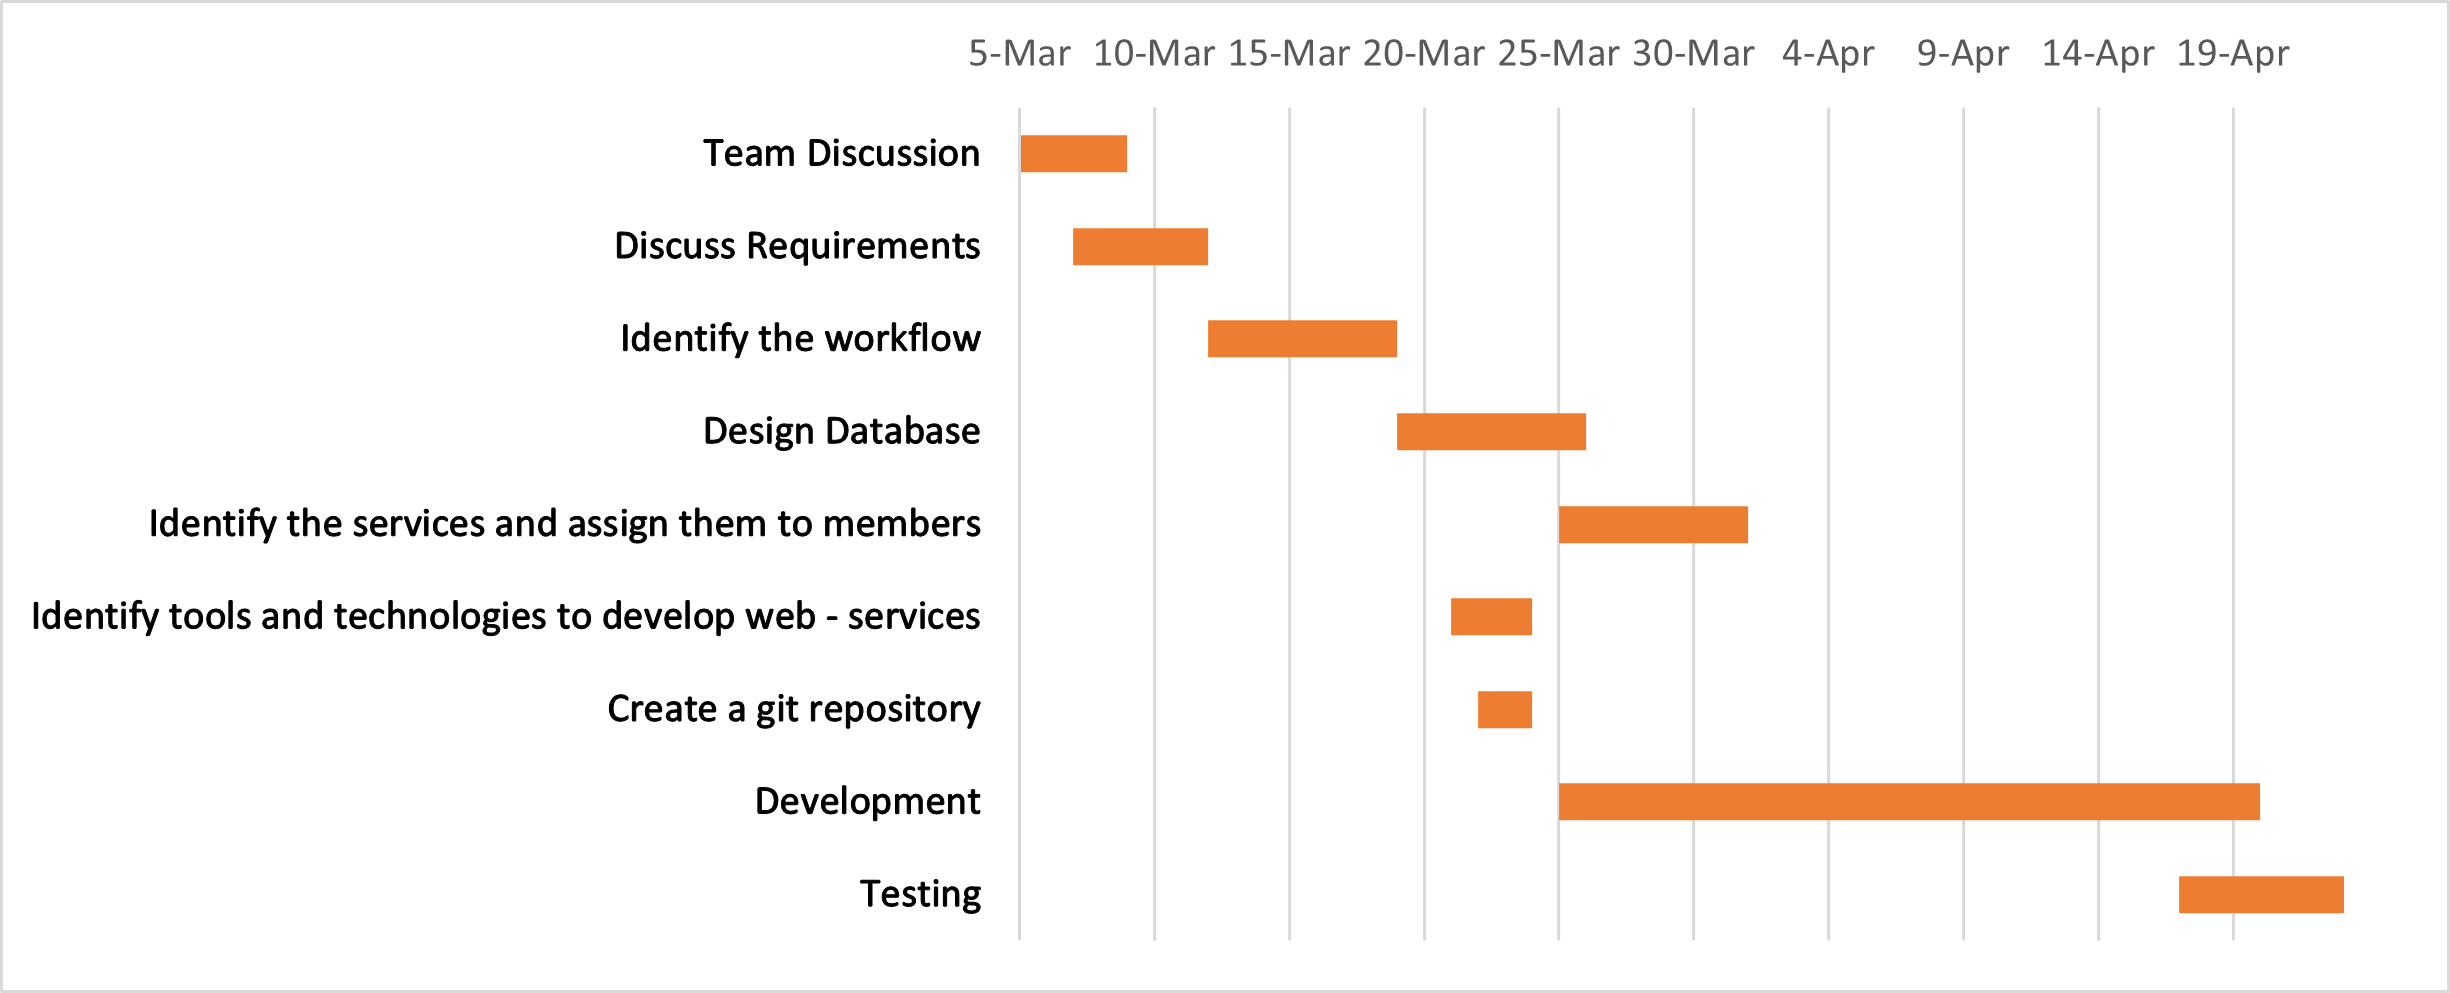 5-Mar 10-Mar 15-Mar 20-Mar 25-Mar 30-Mar 4-Apr 9-Apr 14-Apr 19-Apr
Team Discussion
Discuss Requirements
Identify the workflow
Design Database
Identify the services and assign them to members
Identify tools and technologies to develop web - services
Create a git repository
Development
Testing